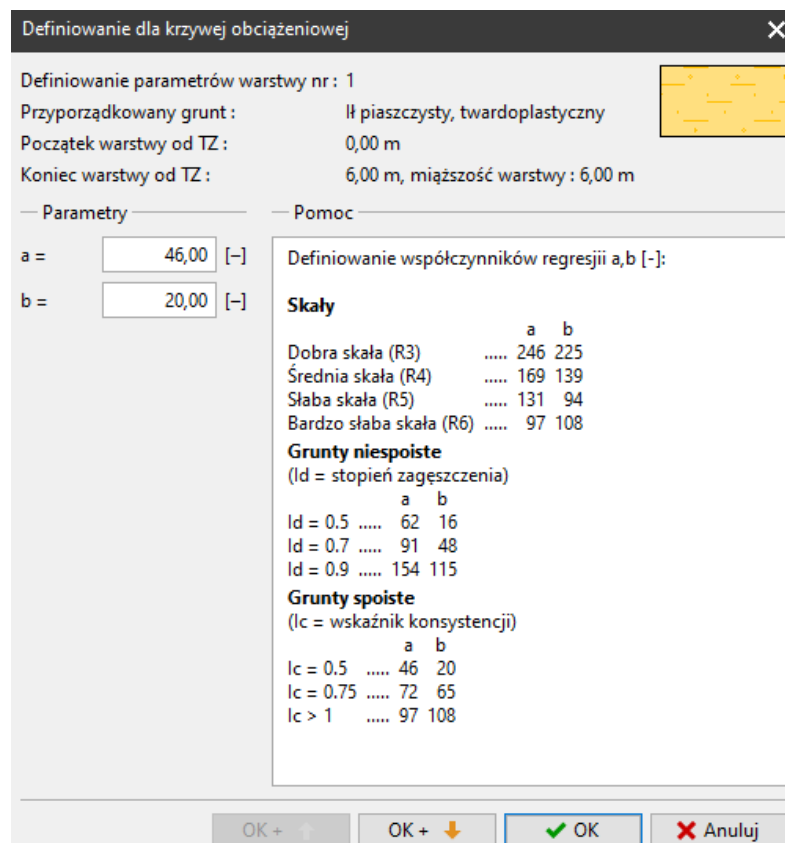 Definiowanie dla krzywej obciążeniowej
Definiowanie parametrów warstwy nr : 1
Przyporządkowany grunt : Ił piaszczysty, twardoplastyczny
Początek warstwy od TZ : 0,00 m
Koniec warstwy od TZ : 6,00 m, miąższość warstwy : 6,00 m
Parametry
a = 46,00 [–]
b = 20,00 [–]
Pomoc
Definiowanie współczynników regresjii a,b [-]:
Skały
a b
Dobra skała (R3) ..... 246 225
Średnia skała (R4) ..... 169 139
Słaba skała (R5) ..... 131 94
Bardzo słaba skała (R6) ..... 97 108
Grunty niespoiste
(Id = stopień zagęszczenia)
a b
Id = 0.5 ..... 62 16
Id = 0.7 ..... 91 48
Id = 0.9 ..... 154 115
Grunty spoiste
(Ic = wskaźnik konsystencji)
a b
Ic = 0.5 ..... 46 20
Ic = 0.75 ..... 72 65
Ic > 1 ..... 97 108
OK + OK + OK Anuluj